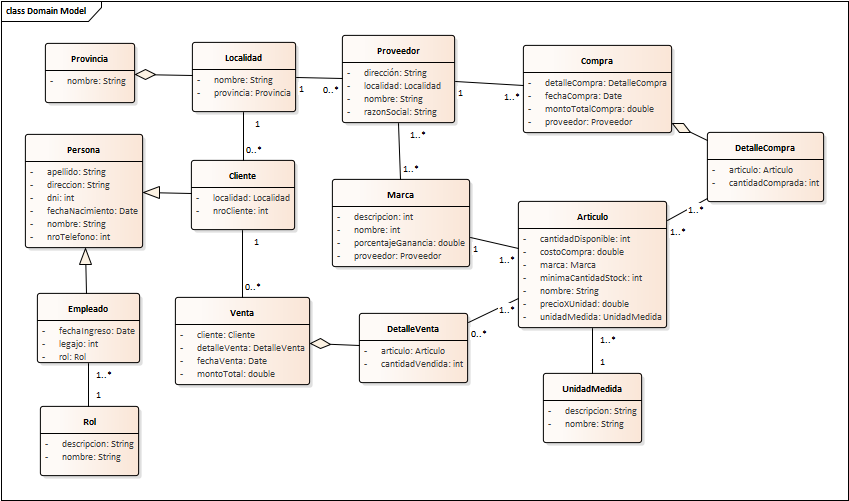 class Domain Model
Provincia
- nombre: String
Localidad
- nombre: String
- provincia: Provincia
1
0..*
Proveedor
- dirección: String
- localidad: Localidad
- nombre: String
- razonSocial: String
1
1..*
Compra
- detalleCompra: DetalleCompra
- fechaCompra: Date
- montoTotalCompra: double
- proveedor: Proveedor
1
0..*
1..*
1..*
DetalleCompra
- articulo: Articulo
- cantidadComprada: int
Persona
- apellido: String
- direccion: String
- dni: int
- fechaNacimiento: Date
- nombre: String
- nroTelefono: int
Cliente
- localidad: Localidad
- nroCliente: int
1
0..*
Marca
- descripcion: int
- nombre: int
- porcentajeGanancia: double
- proveedor: Proveedor
1
1..*
Articulo
- cantidadDisponible: int
- costoCompra: double
- marca: Marca
- minimaCantidadStock: int
- nombre: String
- precioXUnidad: double
- unidadMedida: UnidadMedida
1..*
1..*
Empleado
- fechaIngreso: Date
- legajo: int
- rol: Rol
1..*
1
Venta
- cliente: Cliente
- detalleVenta: DetalleVenta
- fechaVenta: Date
- montoTotal: double
DetalleVenta
- articulo: Articulo
- cantidadVendida: int
1..*
0..*
1..*
1
Rol
- descripcion: String
- nombre: String
UnidadMedida
- descripcion: String
- nombre: String